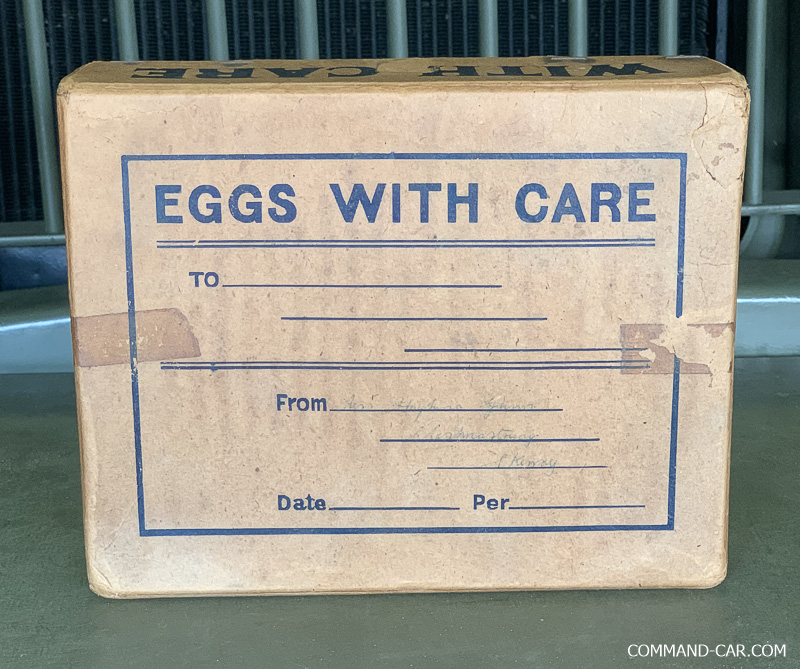 WITH CARE
EGGS WITH CARE
TO
From
Date Per
COMMAND-CAR.COM